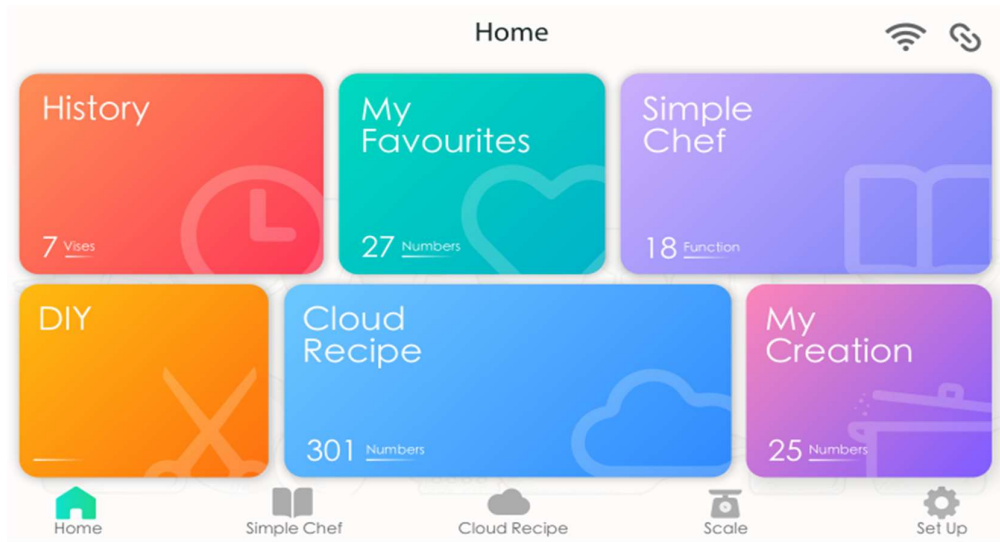 Home
History
7 Vises
My
Favourites
27 Numbers
Simple
Chef
18 Function
DIY
Cloud
Recipe
301 Numbers
My
Creation
25 Numbers
Home
Simple Chef
Cloud Recipe
Scale
Set Up